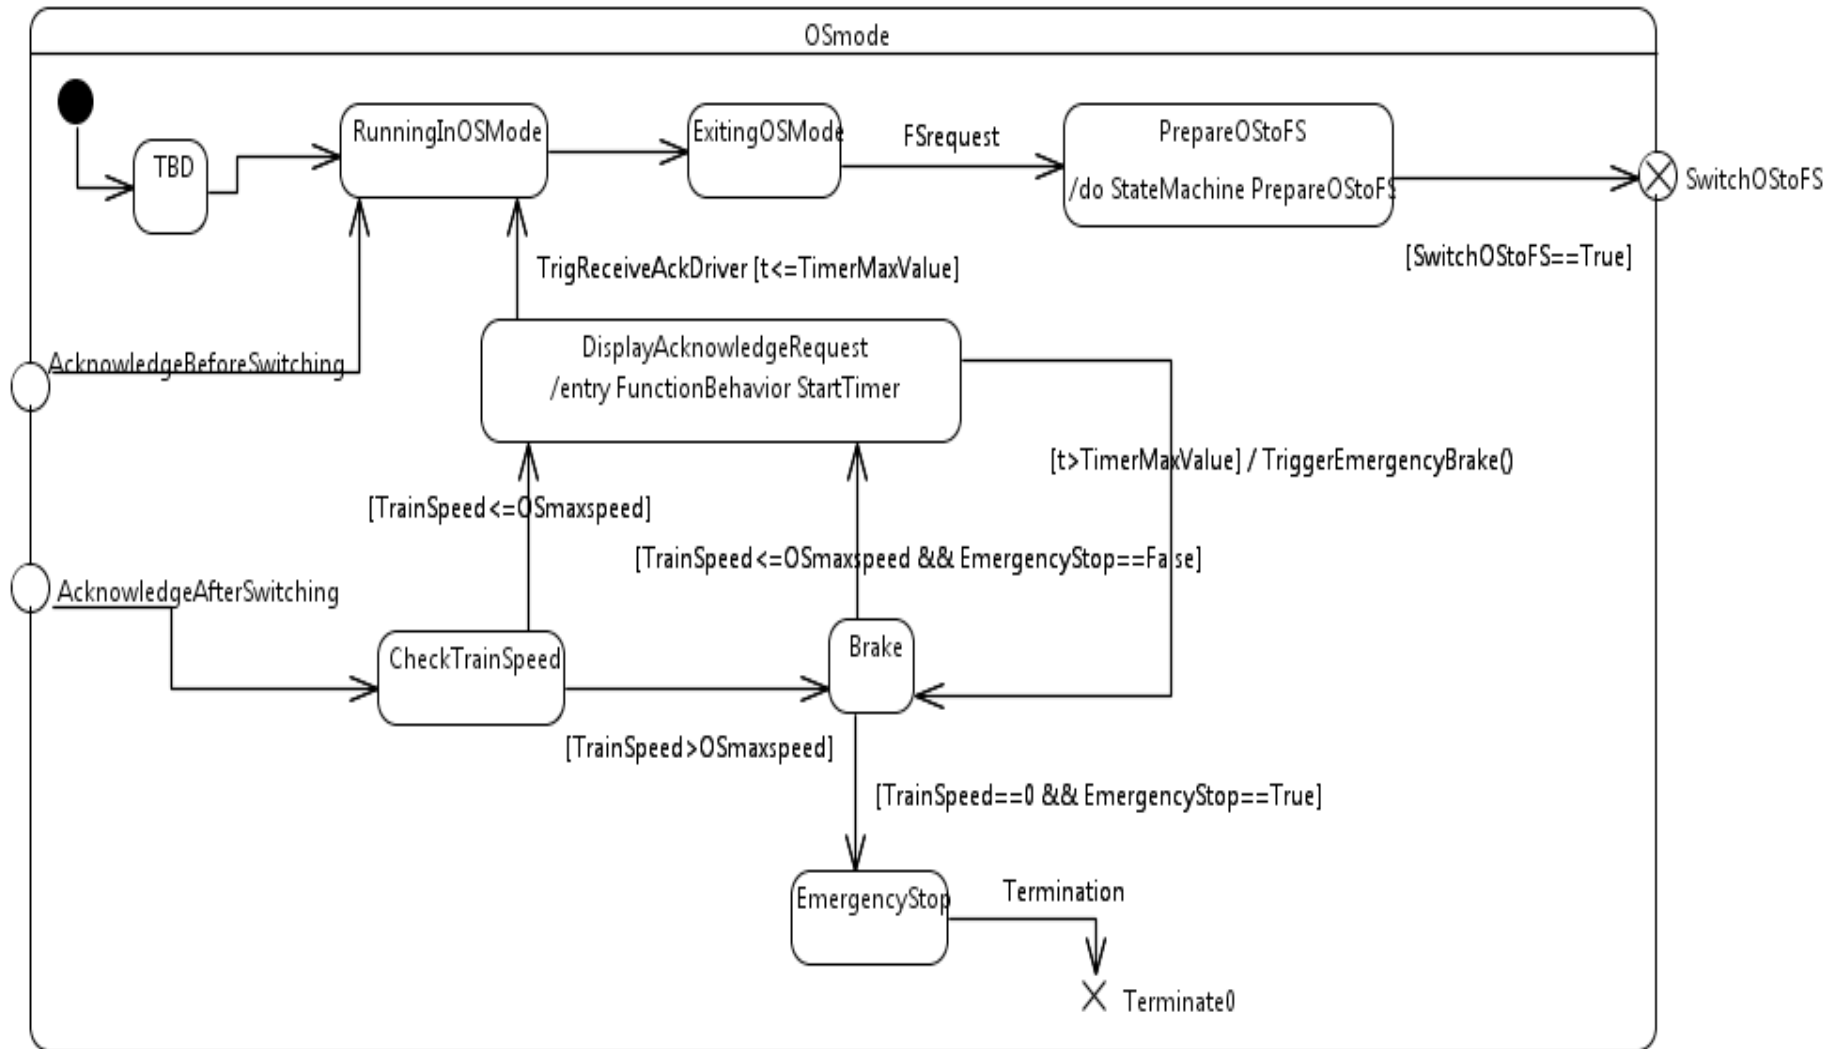 OSmode
TBD
RunningInOSMode
ExitingOSMode
FSrequest
PrepareOStoFS
/do StateMachine PrepareOStoFS
SwitchOStoFS
[SwitchOStoFS==True]
TrigReceiveAckDriver [t<=TimerMaxValue]
AcknowledgeBeforeSwitching
DisplayAcknowledgeRequest
/entry FunctionBehavior StartTimer
[t>TimerMaxValue] / TriggerEmergencyBrake()
[TrainSpeed<=OSmaxspeed]
[TrainSpeed<=OSmaxspeed && EmergencyStop==False]
AcknowledgeAfterSwitching
CheckTrainSpeed
Brake
[TrainSpeed>OSmaxspeed]
[TrainSpeed==0 && EmergencyStop==True]
EmergencyStop
Termination
Terminate0